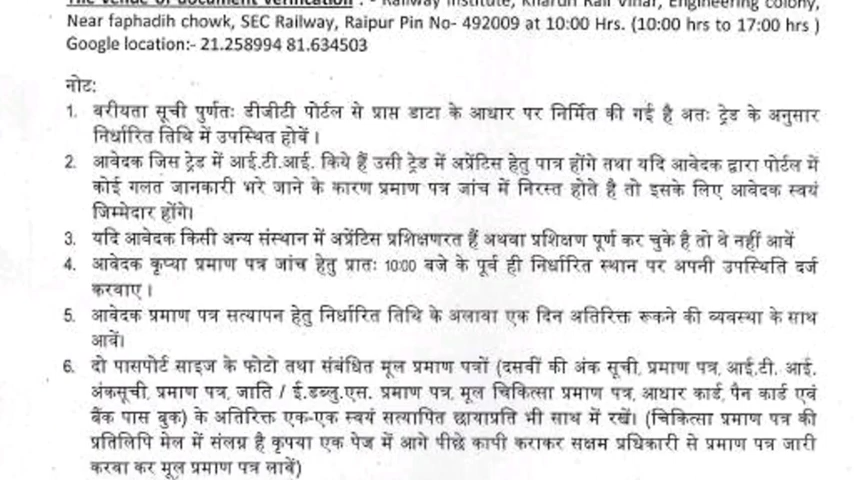 The venue of document verification : - Railway Institute, Kharun Rail Vihar, Engineering colony,
Near faphadih chowk, SEC Railway, Raipur Pin No- 492009 at 10:00 Hrs. (10:00 hrs to 17:00 hrs )
Google location:- 21.258994 81.634503
नोट:
1. वरीयता सूची पुर्णतः डीजीटी पोर्टल से प्राप्त डाटा के आधार पर निर्मित की गई है अतः ट्रेड के अनुसार
निर्धारित तिथि में उपस्थित होवें ।
2. आवेदक जिस ट्रेड में आई.टी.आई. किये हैं उसी ट्रेड में अप्रेंटिस हेतु पात्र होंगे तथा यदि आवेदक द्वारा पोर्टल में
कोई गलत जानकारी भरे जाने के कारण प्रमाण पत्र जांच में निरस्त होते है तो इसके लिए आवेदक स्वयं
जिम्मेदार होंगे।
3. यदि आवेदक किसी अन्य संस्थान में अप्रेंटिस प्रशिक्षणरत हैं अथवा प्रशिक्षण पूर्ण कर चुके है तो वे नहीं आवें
4. आवेदक कृप्या प्रमाण पत्र जांच हेतु प्रातः 10:00 बजे के पूर्व ही निर्धारित स्थान पर अपनी उपस्थिति दर्ज
करवाए ।
5. आवेदक प्रमाण पत्र सत्यापन हेतु निर्धारित तिथि के अलावा एक दिन अतिरिक्त रूकने की व्यवस्था के साथ
आवें।
6. दो पासपोर्ट साइज के फोटो तथा संबंधित मूल प्रमाण पत्रों (दसवीं की अंक सूची, प्रमाण पत्र, आई.टी. आई.
अंकसूची, प्रमाण पत्र, जाति / ई.डब्लु.एस. प्रमाण पत्र, मूल चिकित्सा प्रमाण पत्र, आधार कार्ड, पैन कार्ड एवं
बैंक पास बुक) के अतिरिक्त एक-एक स्वयं सत्यापित छायाप्रति भी साथ में रखें। (चिकित्सा प्रमाण पत्र की
प्रतिलिपि मेल में संलग्न है कृपया एक पेज में आगे पीछे कापी कराकर सक्षम प्रधिकारी से प्रमाण पत्र जारी
करवा कर मूल प्रमाण पत्र लावें)